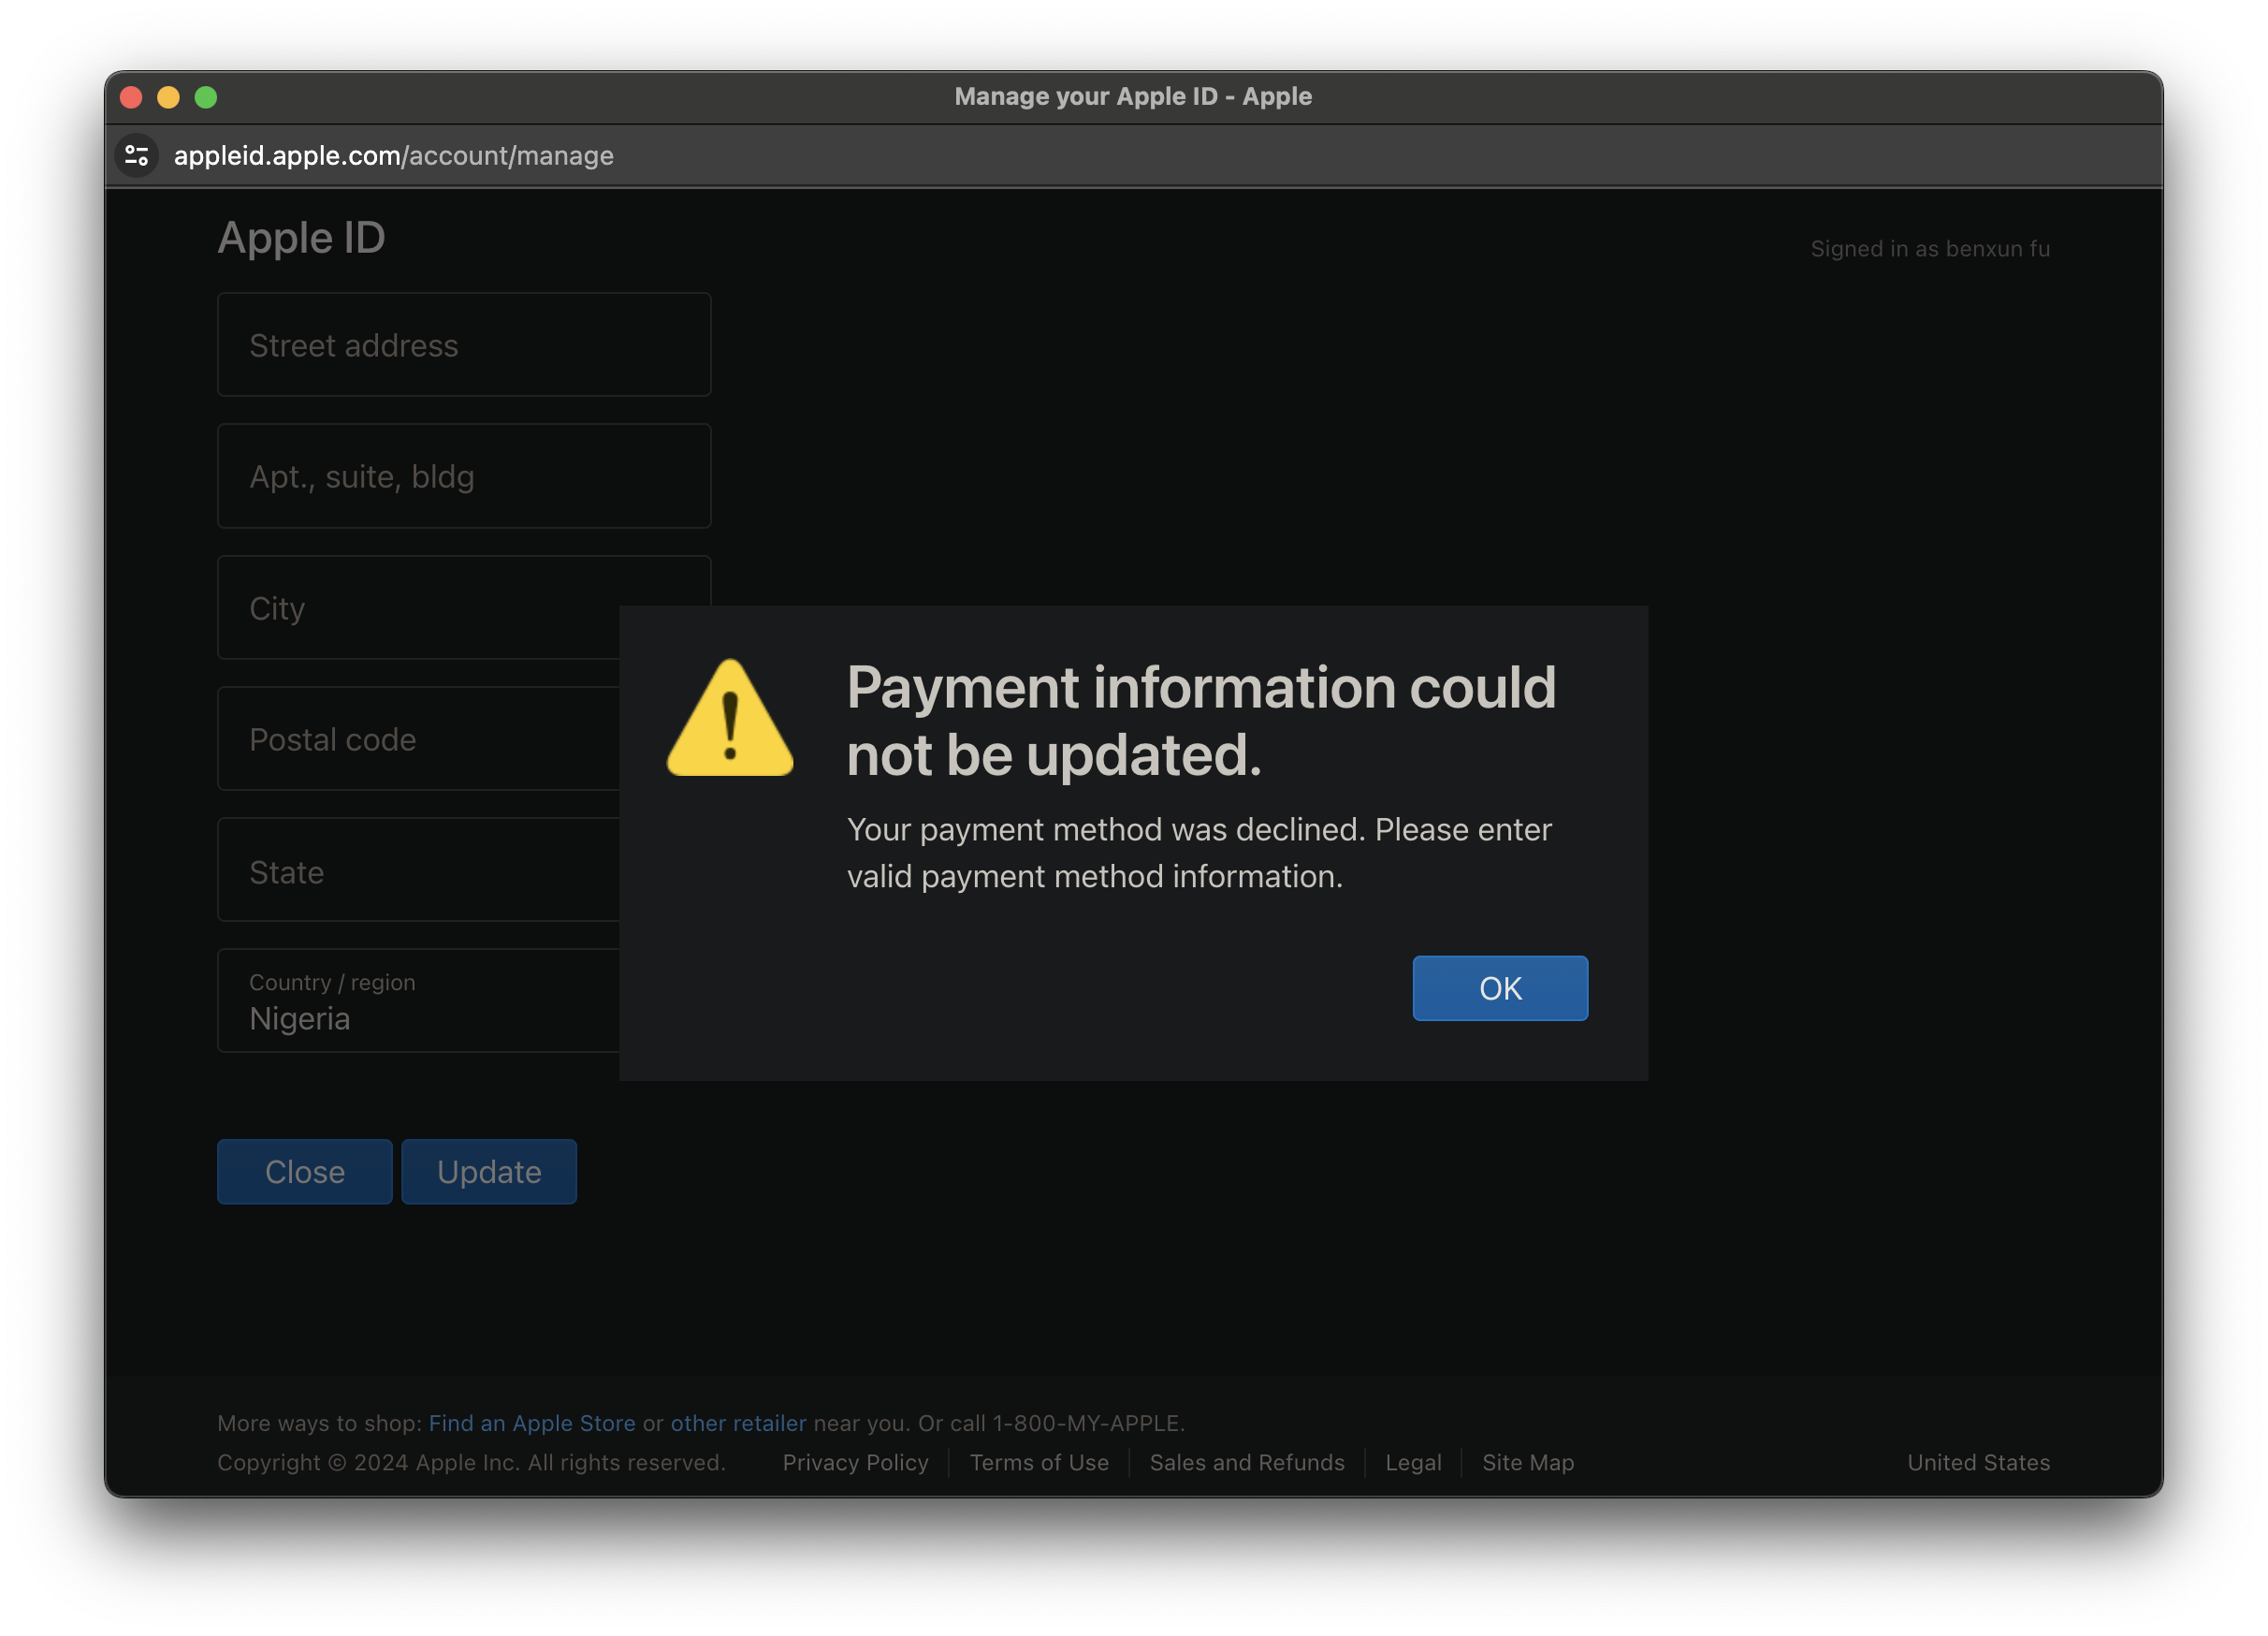 Manage your Apple ID - Apple
appleid.apple.com/account/manage
Apple ID
Signed in as benxun fu
Street address
Apt., suite, bldg
City
Postal code
State
Country / region
Nigeria
Payment information could
not be updated.
Your payment method was declined. Please enter
valid payment method information.
OK
Close
Update
More ways to shop: Find an Apple Store or other retailer near you. Or call 1-800-MY-APPLE.
Copyright © 2024 Apple Inc. All rights reserved. Privacy Policy Terms of Use Sales and Refunds Legal Site Map United States